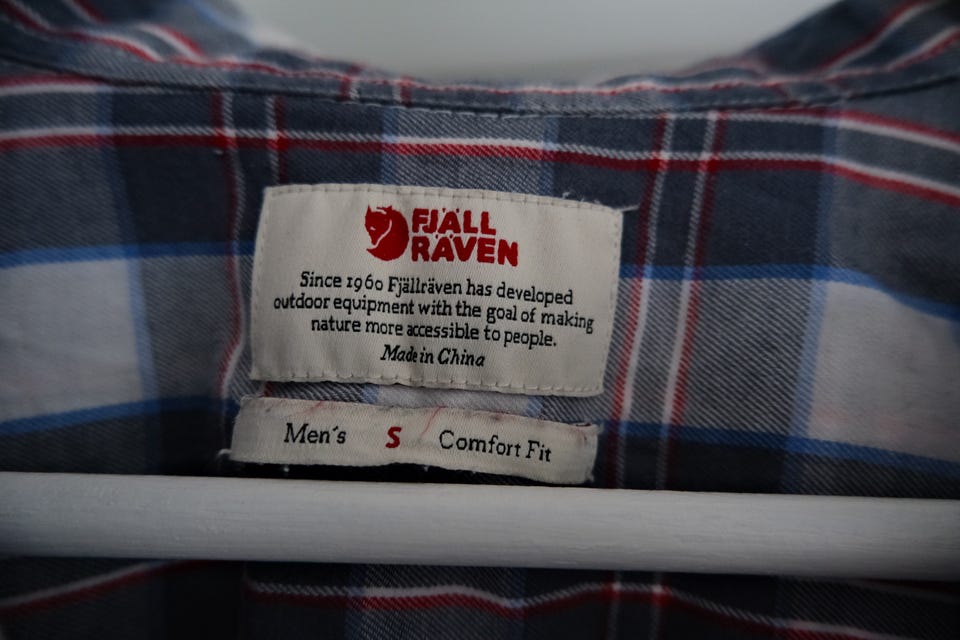 FJÄLL
RÄVEN
Since 1960 Fjällräven has developed
outdoor equipment with the goal of making
nature more accessible to people.
Made in China
Men's S Comfort Fit